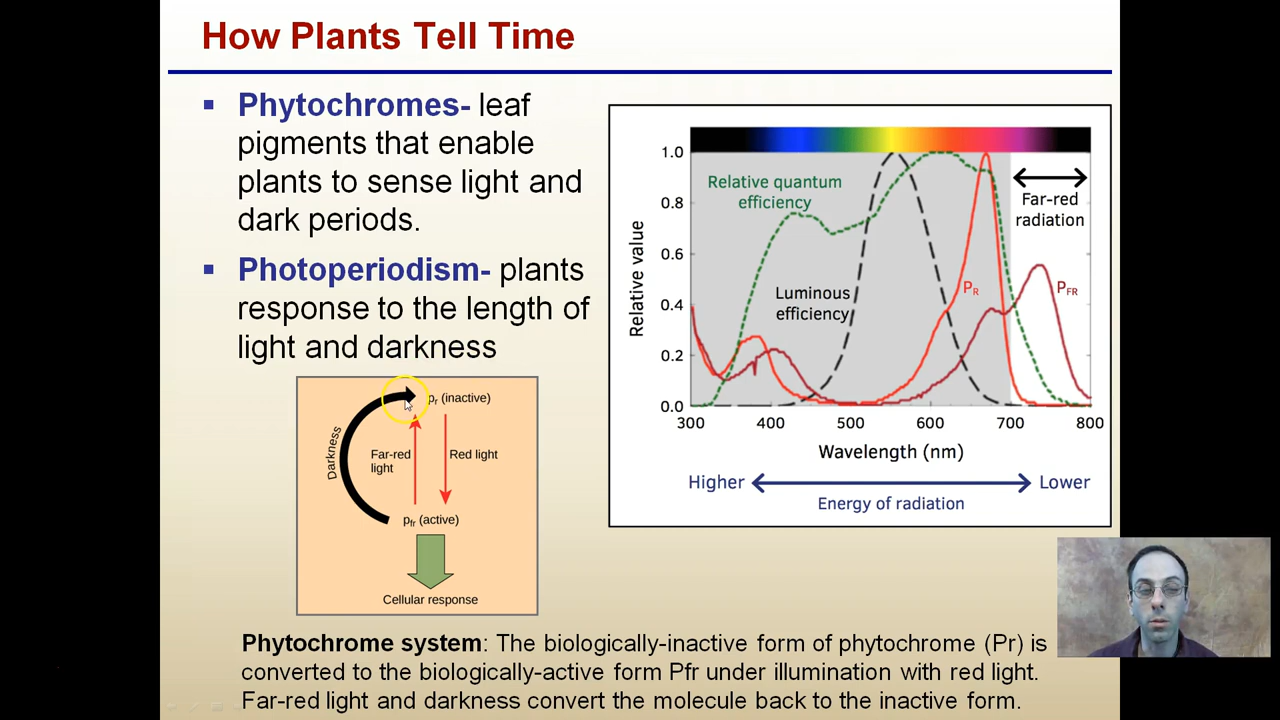 How Plants Tell Time
▪ Phytochromes- leaf
pigments that enable
plants to sense light and
dark periods.
▪ Photoperiodism- plants
response to the length of
light and darkness
Darkness
pr (inactive)
Far-red
light
Red light
pfr (active)
Cellular response
Relative value
1.0
0.8
0.6
0.4
0.2
0.0
Relative quantum
efficiency
Luminous
efficiency
PR
Far-red
radiation
PFR
300 400 500 600 700 800
Wavelength (nm)
Higher Lower
Energy of radiation
Phytochrome system: The biologically-inactive form of phytochrome (Pr) is
converted to the biologically-active form Pfr under illumination with red light.
Far-red light and darkness convert the molecule back to the inactive form.